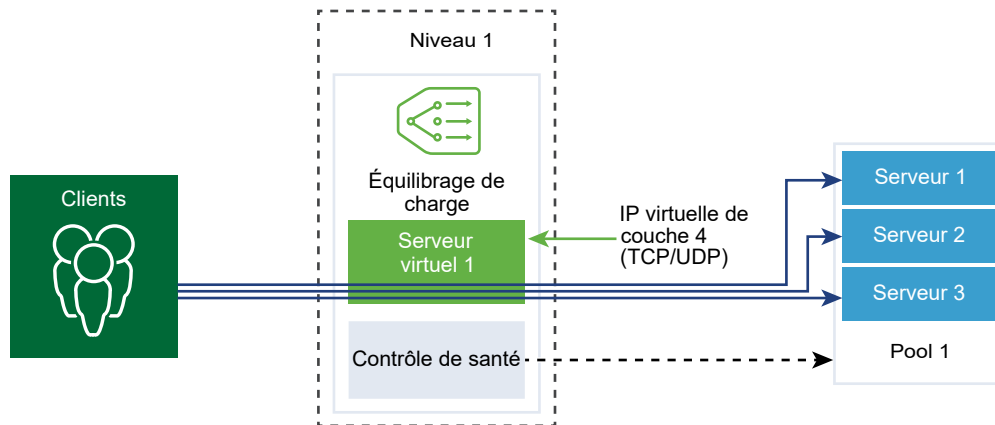 Niveau 1
Équilibrage de
charge
Clients
Serveur
virtuel 1
IP virtuelle de
couche 4
(TCP/UDP)
Serveur 1
Serveur 2
Serveur 3
Contrôle de santé
Pool 1